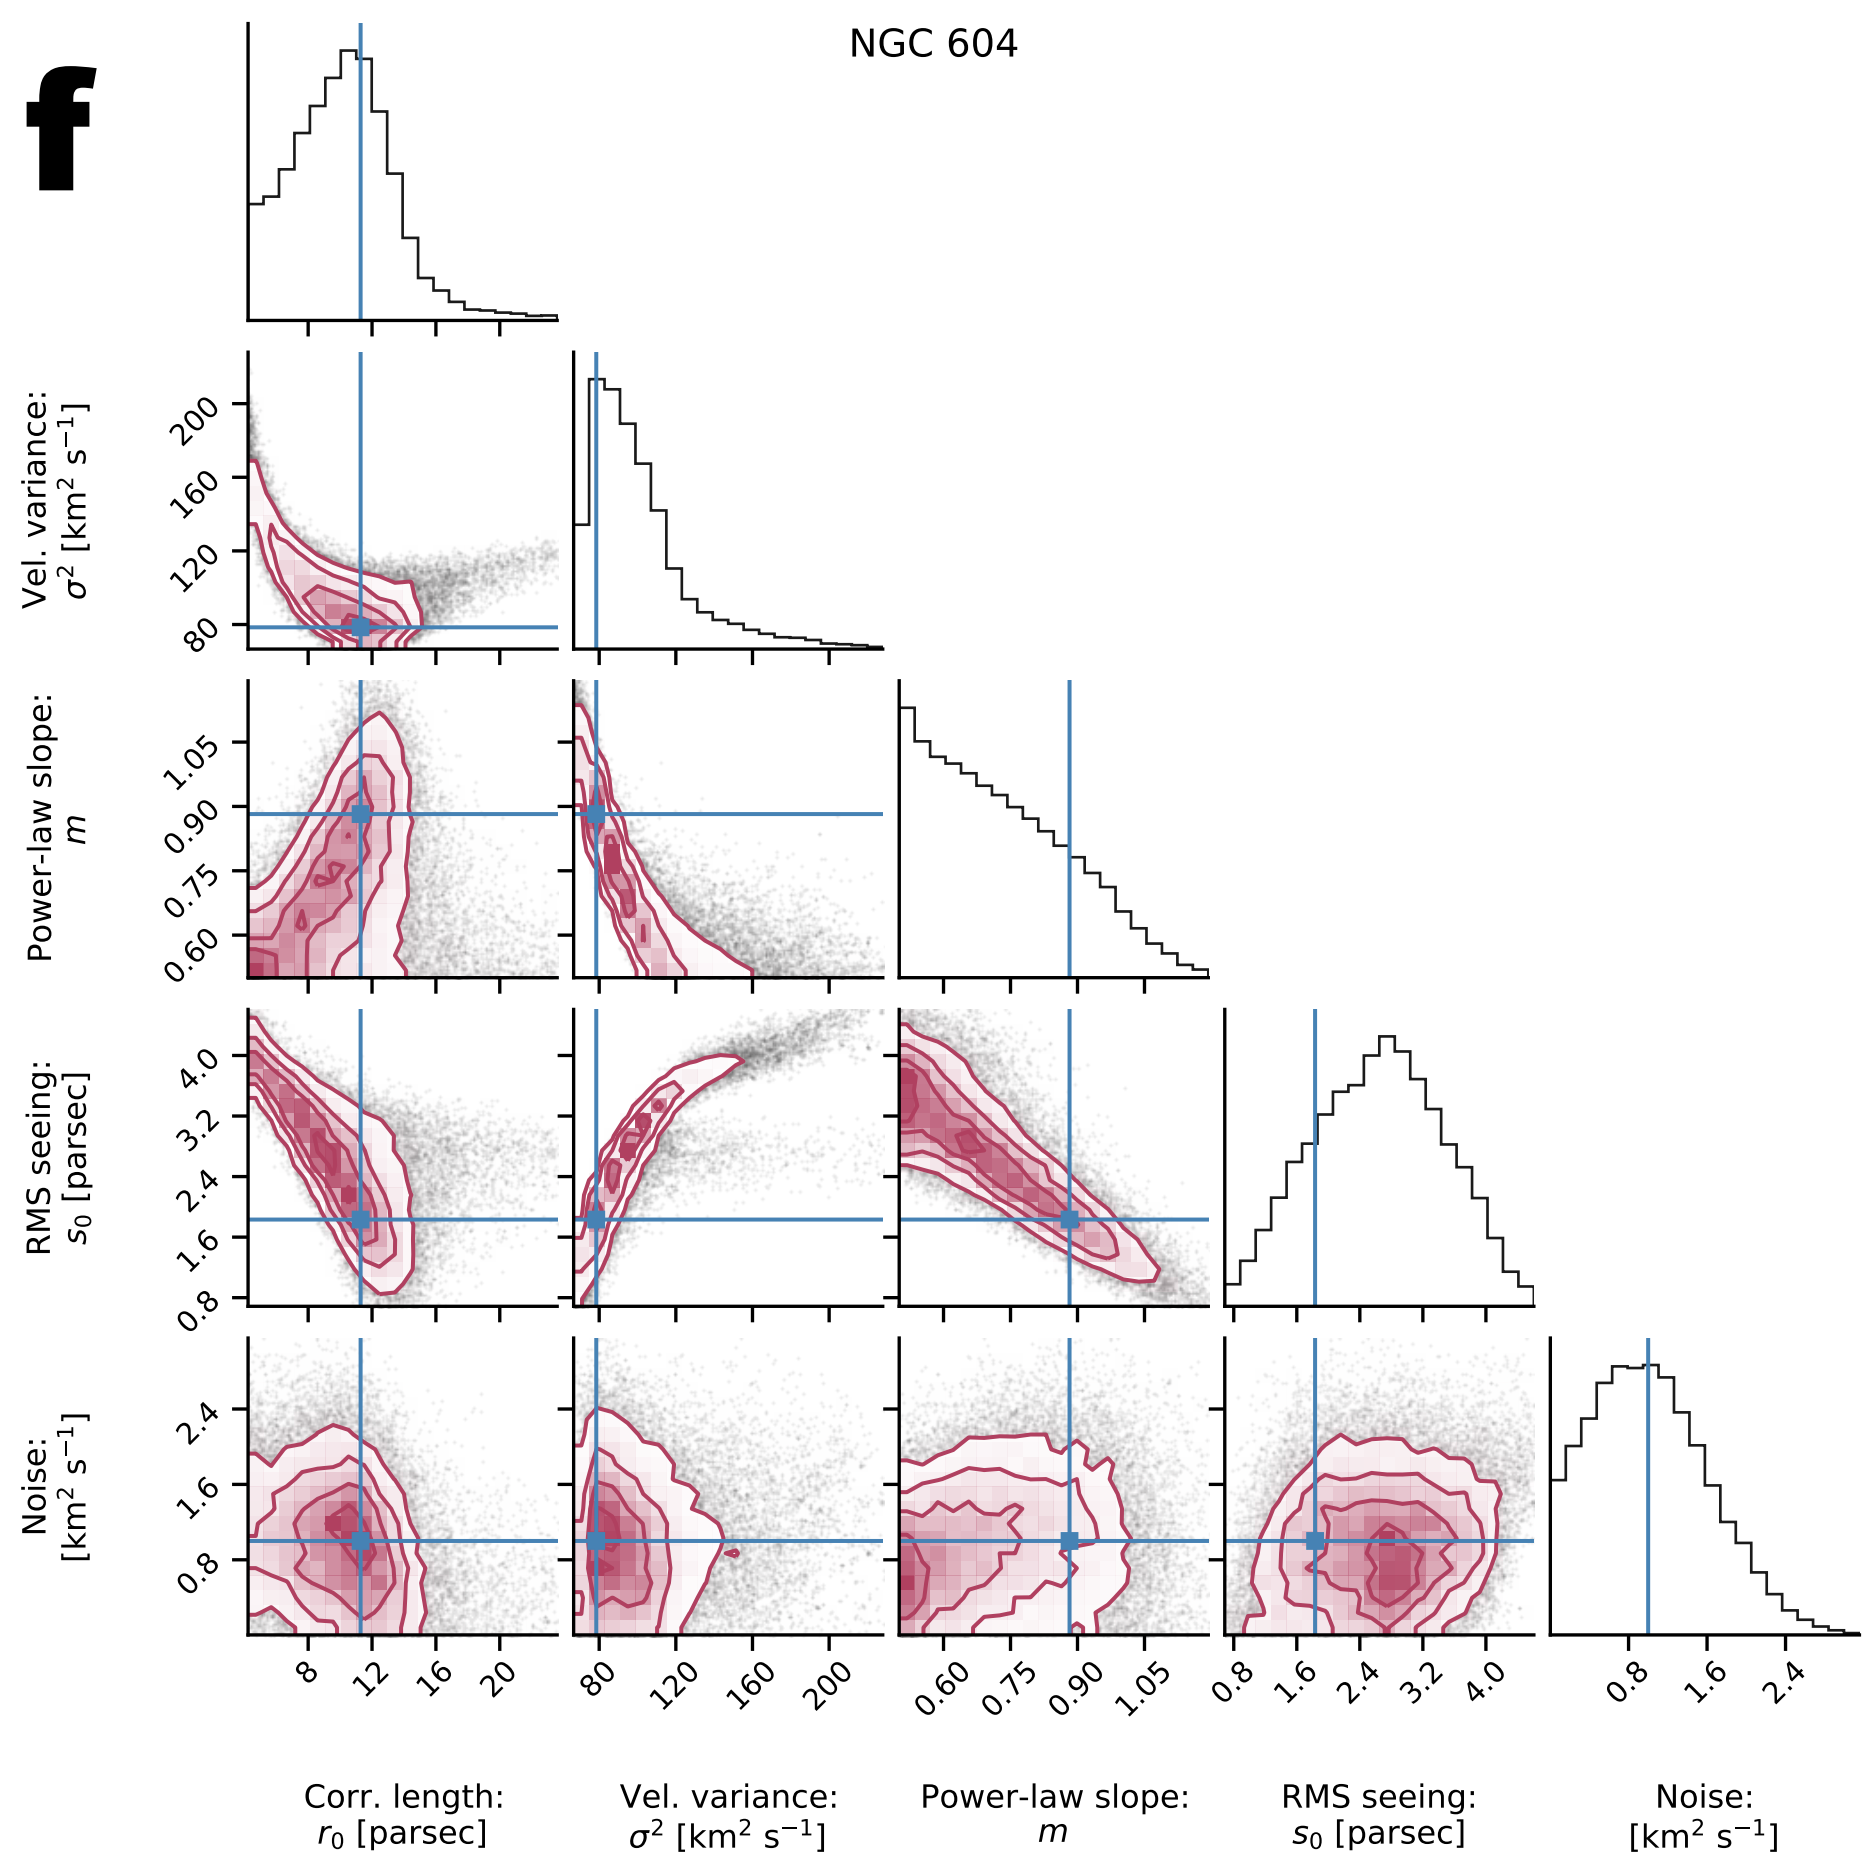 f
NGC 604
Vel. variance:
σ² [km² s⁻¹]
200
160
120
80
Power-law slope:
m
1.05
0.90
0.75
0.60
RMS seeing:
s₀ [parsec]
4.0
3.2
2.4
1.6
0.8
Noise:
[km² s⁻¹]
2.4
1.6
0.8
8 12 16 20 80 120 160 200 0.60 0.75 0.90 1.05 0.8 1.6 2.4 3.2 4.0 0.8 1.6 2.4
Corr. length: Vel. variance: Power-law slope: RMS seeing: Noise:
r₀ [parsec] σ² [km² s⁻¹] m s₀ [parsec] [km² s⁻¹]